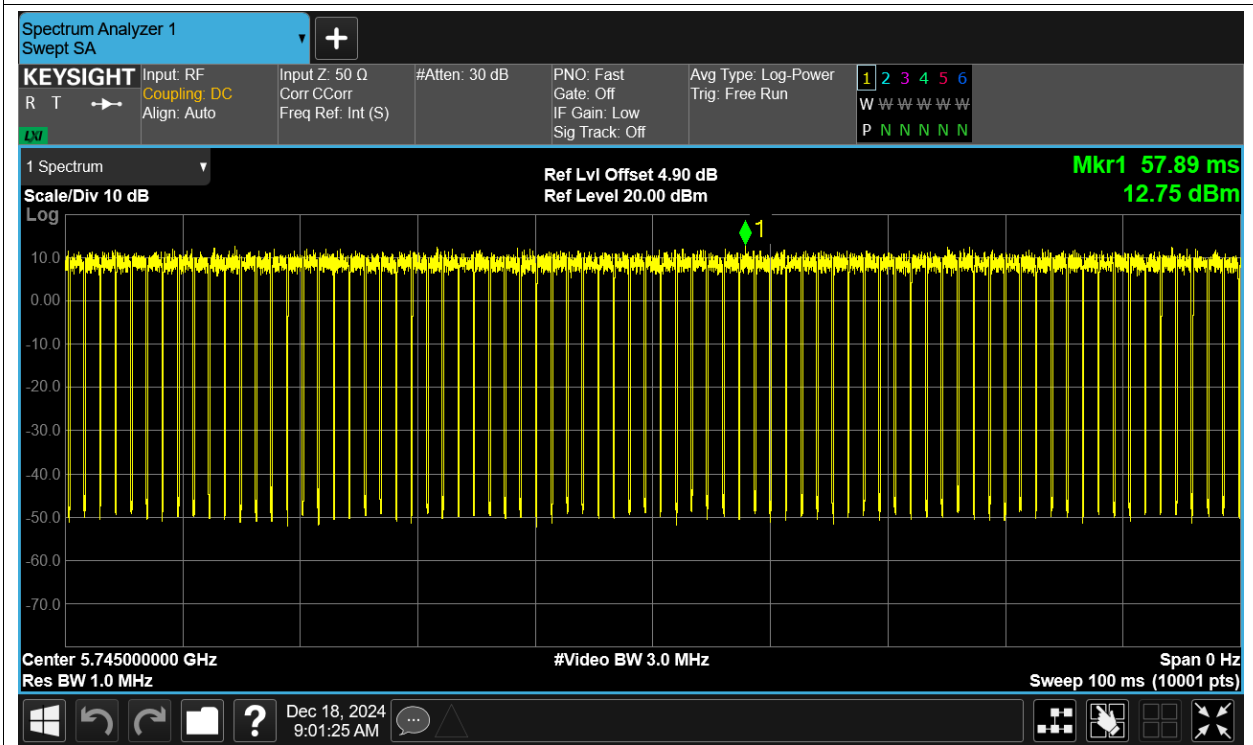 Spectrum Analyzer 1
Swept SA
KEYSIGHT
R T
LXI
Input: RF
Coupling: DC
Align: Auto
Input Z: 50 Ω
Corr CCorr
Freq Ref: Int (S)
#Atten: 30 dB
PNO: Fast
Gate: Off
IF Gain: Low
Sig Track: Off
Avg Type: Log-Power
Trig: Free Run
1 2 3 4 5 6
W W W W W W
P N N N N N
1 Spectrum
Scale/Div 10 dB
Log
Ref Lvl Offset 4.90 dB
Ref Level 20.00 dBm
Mkr1 57.89 ms
12.75 dBm
1
10.0
0.00
-10.0
-20.0
-30.0
-40.0
-50.0
-60.0
-70.0
Center 5.745000000 GHz
Res BW 1.0 MHz
#Video BW 3.0 MHz
Span 0 Hz
Sweep 100 ms (10001 pts)
?
Dec 18, 2024
9:01:25 AM